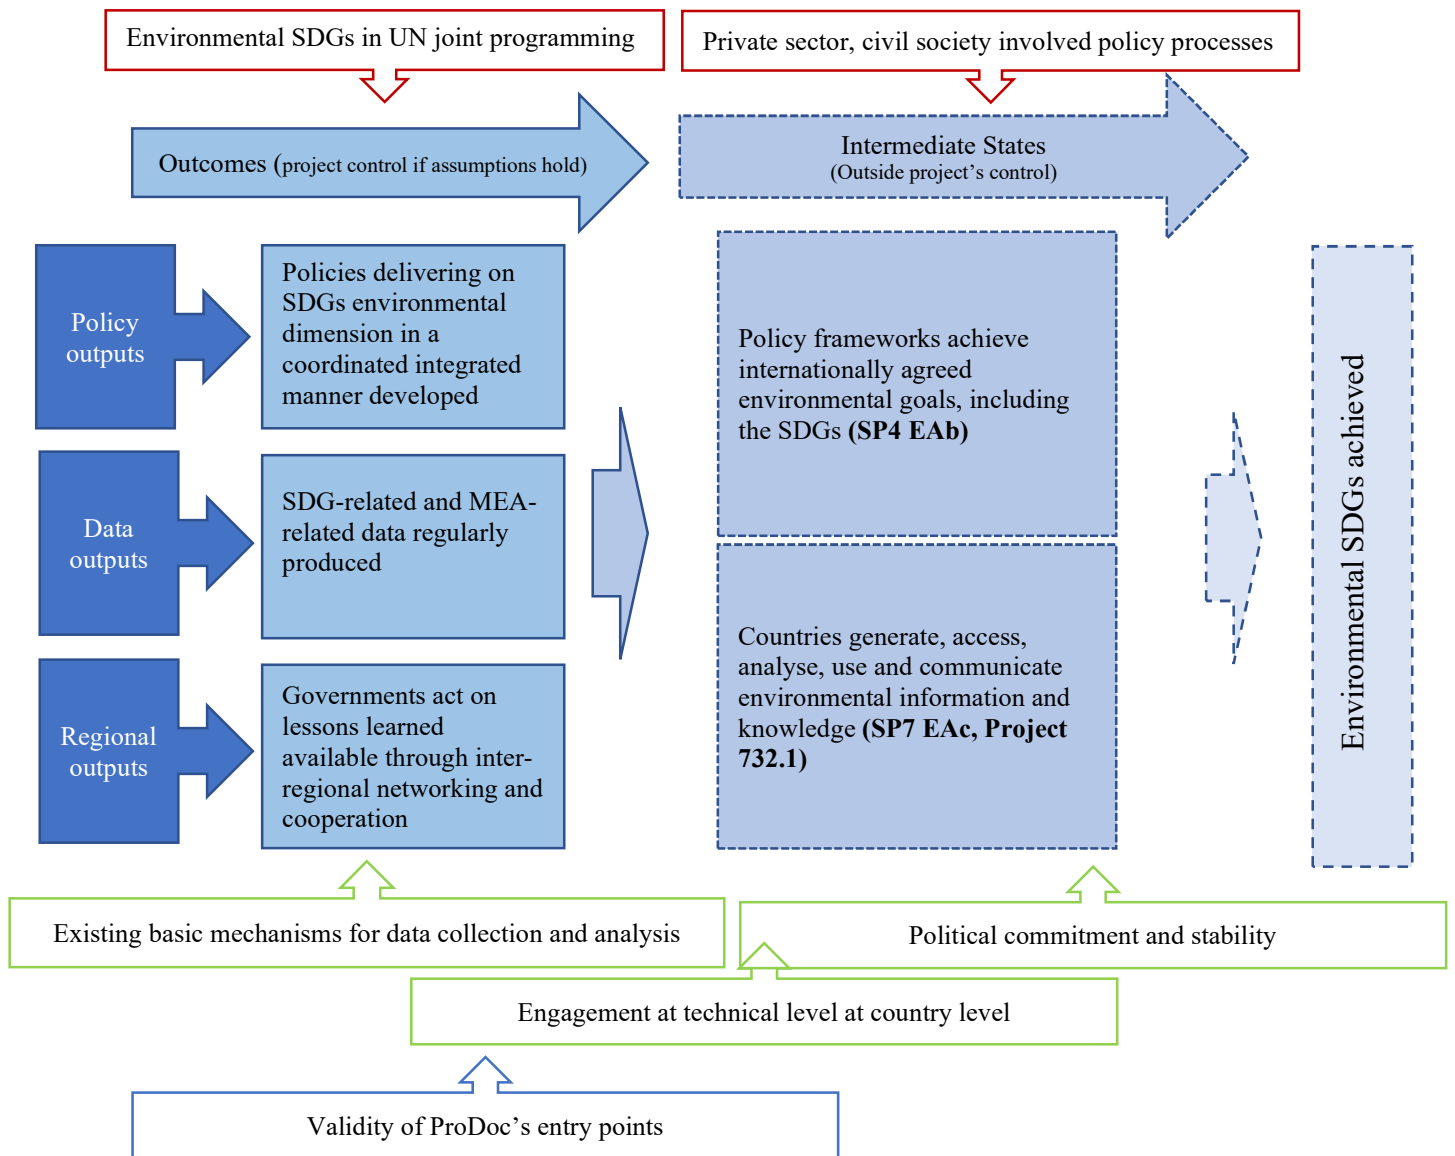 Environmental SDGs in UN joint programming
Private sector, civil society involved policy processes
Outcomes (project control if assumptions hold)
Intermediate States
(Outside project’s control)
Policy
outputs
Policies delivering on
SDGs environmental
dimension in a
coordinated integrated
manner developed
Data
outputs
SDG-related and MEA-
related data regularly
produced
Regional
outputs
Governments act on
lessons learned
available through inter-
regional networking and
cooperation
Policy frameworks achieve
internationally agreed
environmental goals, including
the SDGs (SP4 EAb)
Countries generate, access,
analyse, use and communicate
environmental information and
knowledge (SP7 EAc, Project
732.1)
Environmental SDGs achieved
Existing basic mechanisms for data collection and analysis
Political commitment and stability
Engagement at technical level at country level
Validity of ProDoc’s entry points